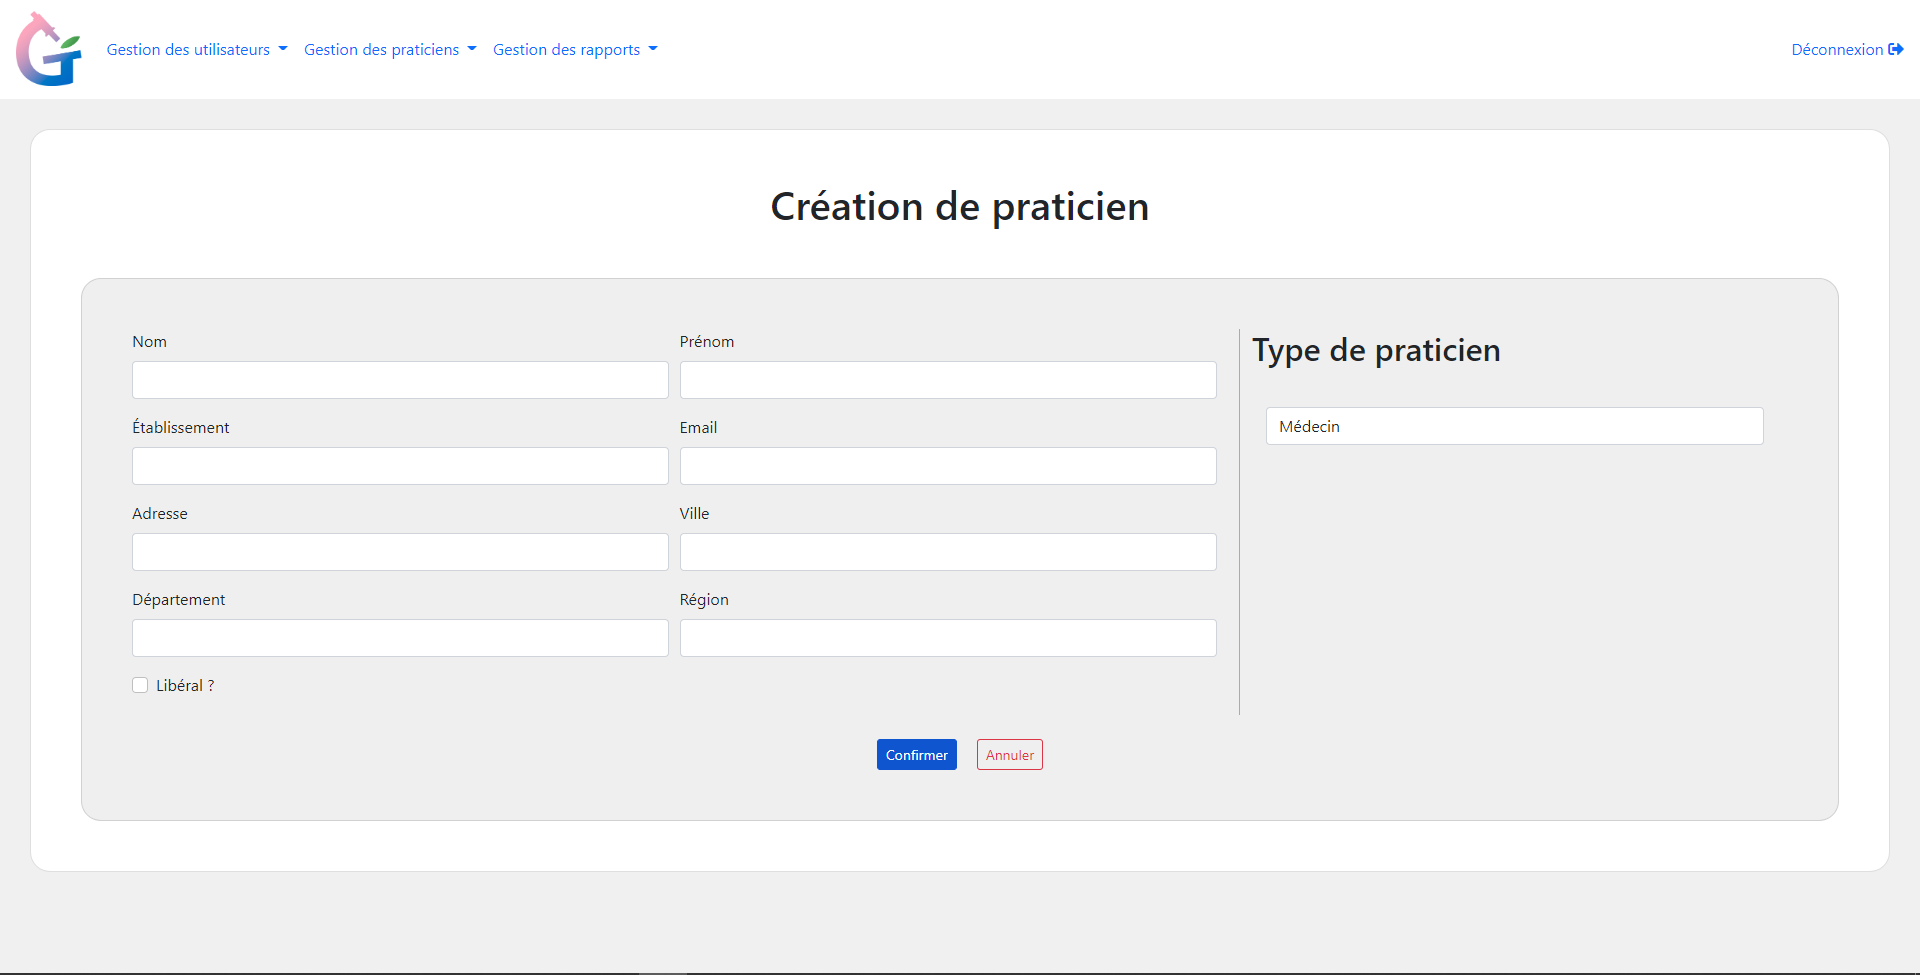 Gestion des utilisateurs Gestion des praticiens Gestion des rapports Déconnexion
Création de praticien
Nom Prénom
Établissement Email
Adresse Ville
Département Région
Libéral ?
Type de praticien
Médecin
Confirmer Annuler